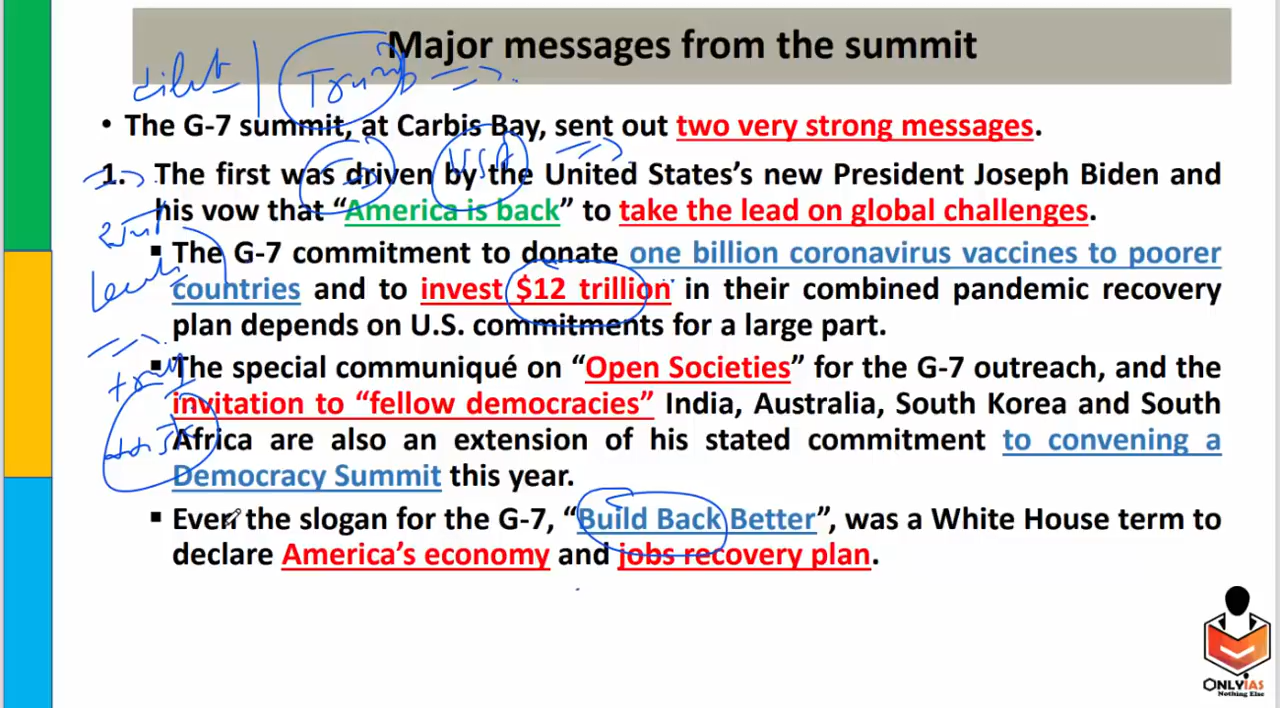 Major messages from the summit
Trump
• The G-7 summit, at Carbis Bay, sent out two very strong messages.
USA
1. The first was driven by the United States's new President Joseph Biden and
his vow that “America is back” to take the lead on global challenges.
▪ The G-7 commitment to donate one billion coronavirus vaccines to poorer
countries and to invest $12 trillion in their combined pandemic recovery
plan depends on U.S. commitments for a large part.
▪ The special communiqué on “Open Societies” for the G-7 outreach, and the
invitation to “fellow democracies” India, Australia, South Korea and South
Africa are also an extension of his stated commitment to convening a
Democracy Summit this year.
▪ Even the slogan for the G-7, “Build Back Better”, was a White House term to
declare America’s economy and jobs recovery plan.
ONLYIAS
Nothing Else